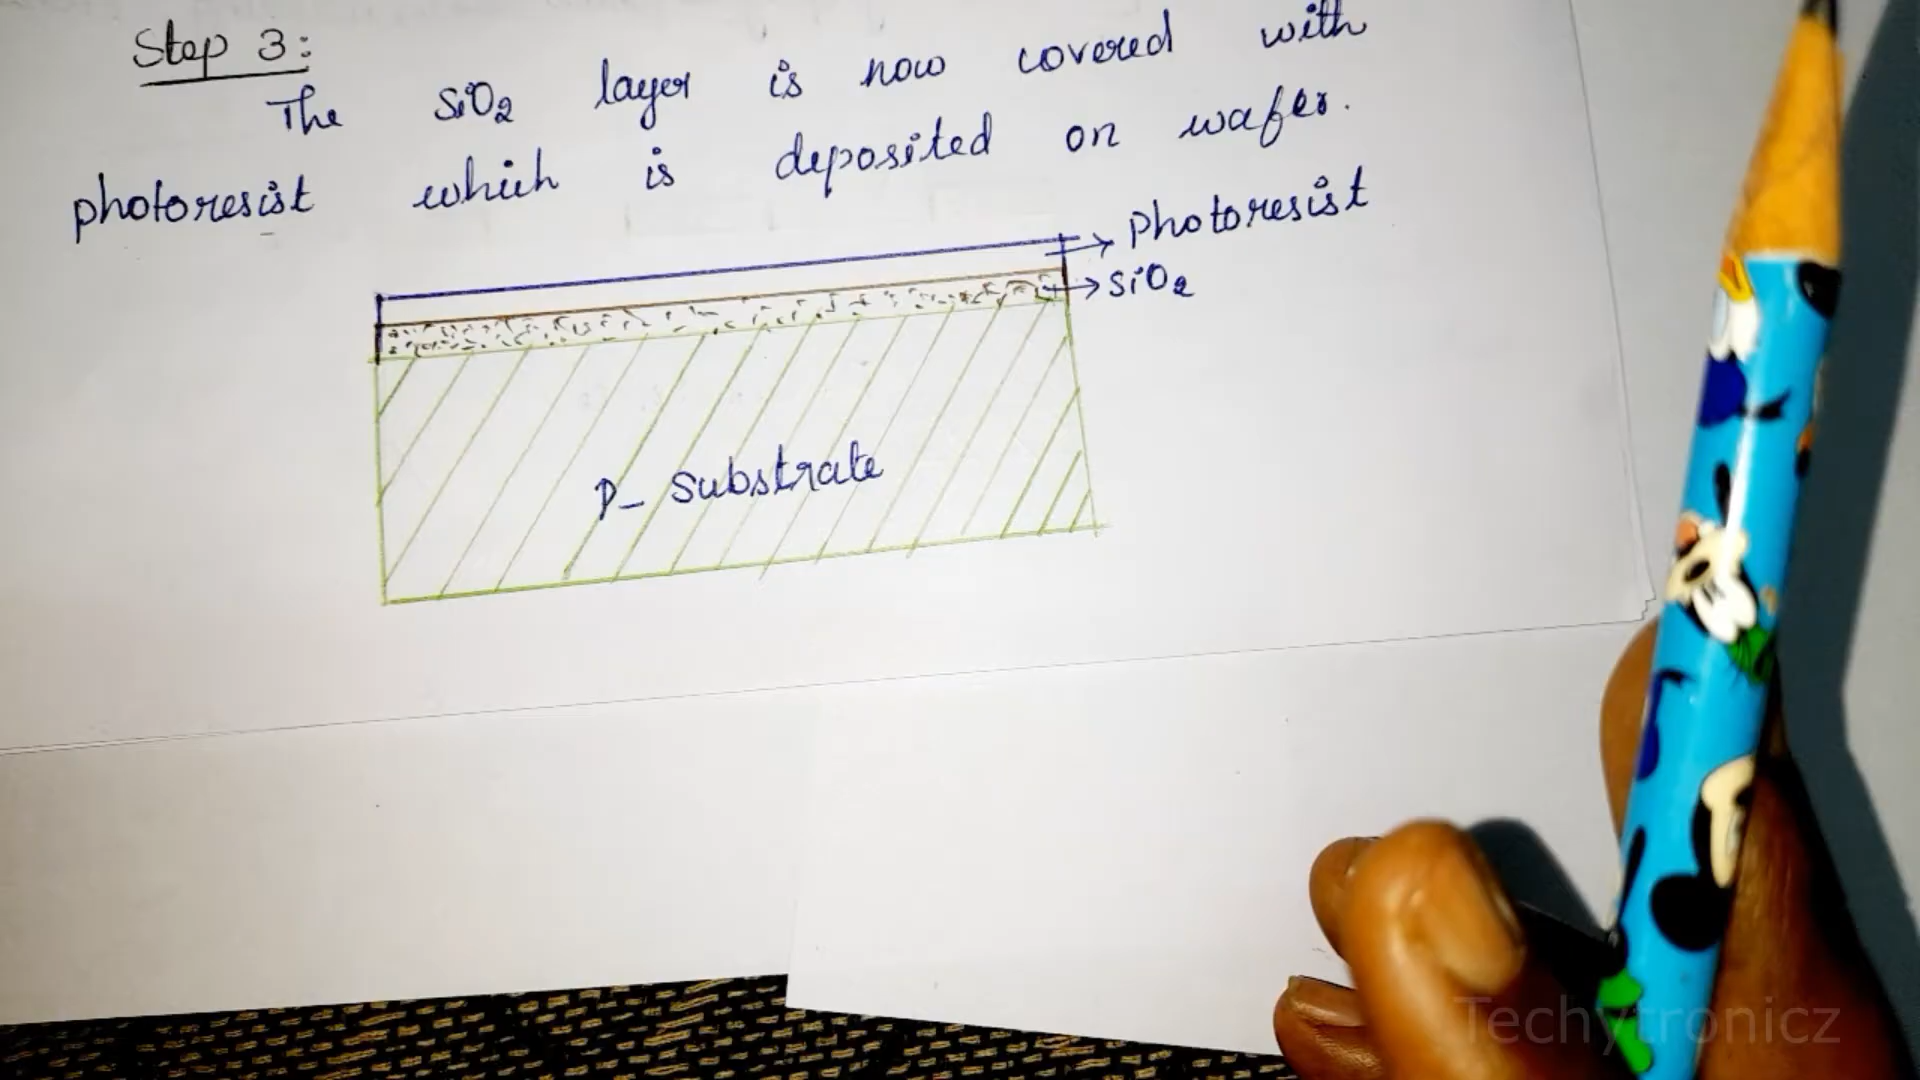 Step 3:
The SiO2 layer is now covered with
photoresist which is deposited on wafer.
Photoresist
SiO2
P- Substrate
Techytronicz